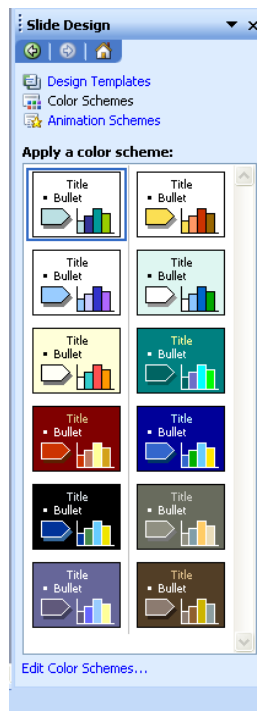 Slide Design
Design Templates
Color Schemes
Animation Schemes
Apply a color scheme:
Title
Bullet
Title
Bullet
Title
Bullet
Title
Bullet
Title
Bullet
Title
Bullet
Title
Bullet
Title
Bullet
Title
Bullet
Title
Bullet
Title
Bullet
Title
Bullet
Edit Color Schemes...